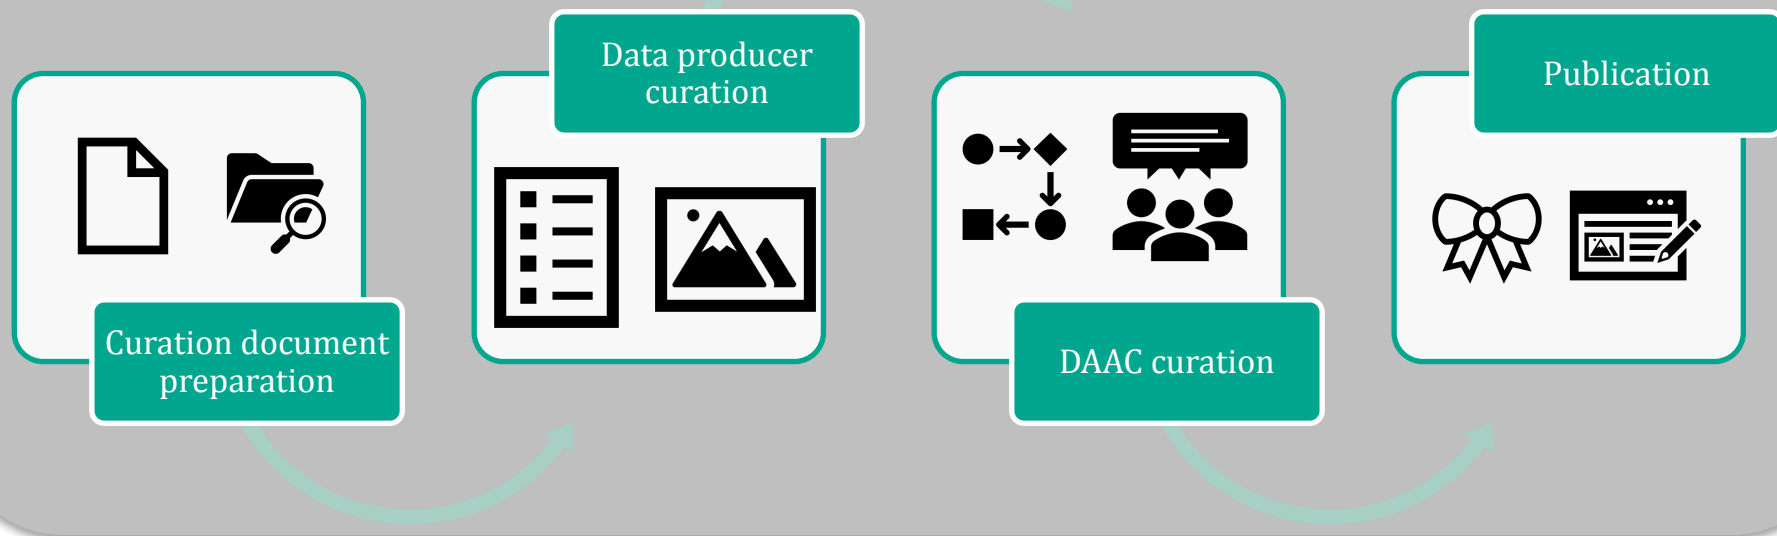 Curation document
preparation
Data producer
curation
DAAC curation
Publication